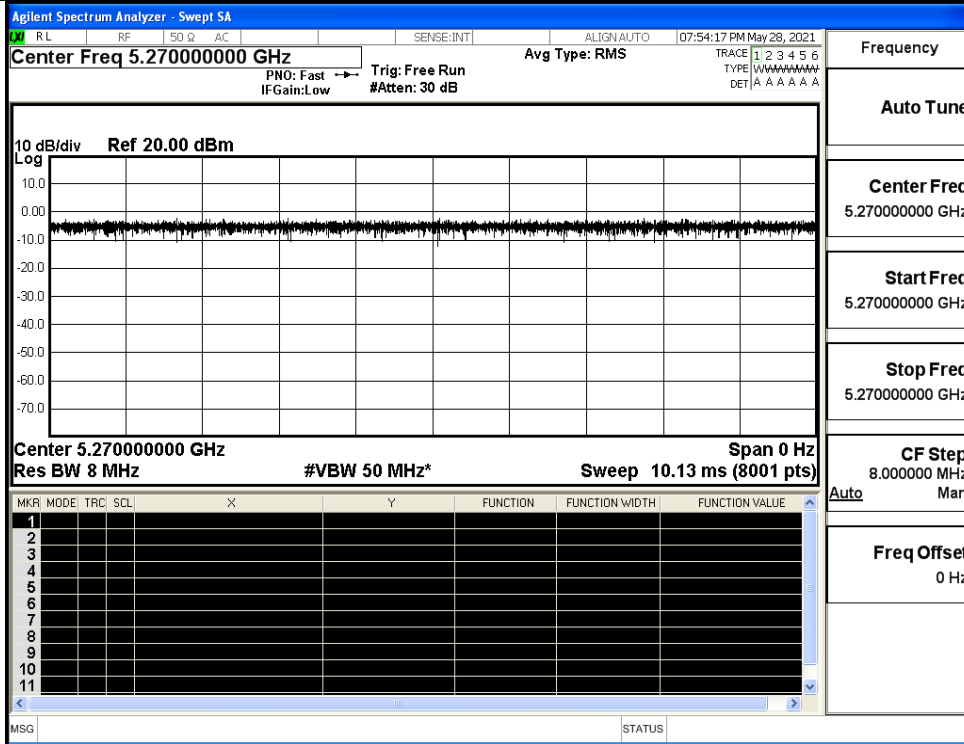 Agilent Spectrum Analyzer - Swept SA
LXI RL RF 50 Ω AC SENSE:INT ALIGN AUTO 07:54:17 PM May 28, 2021
Center Freq 5.270000000 GHz
Avg Type: RMS
TRACE 1 2 3 4 5 6
PNO: Fast Trig: Free Run
TYPE WWWWWW
IFGain:Low #Atten: 30 dB
DET A A A A A A
10 dB/div Ref 20.00 dBm
Log
10.0
0.00
-10.0
-20.0
-30.0
-40.0
-50.0
-60.0
-70.0
Center 5.270000000 GHz Span 0 Hz
Res BW 8 MHz #VBW 50 MHz* Sweep 10.13 ms (8001 pts)
MKR MODE TRC SCL X Y FUNCTION FUNCTION WIDTH FUNCTION VALUE
1
2
3
4
5
6
7
8
9
10
11
MSG STATUS
Frequency
Auto Tune
Center Freq
5.270000000 GHz
Start Freq
5.270000000 GHz
Stop Freq
5.270000000 GHz
CF Step
8.000000 MHz
Auto Man
Freq Offset
0 Hz